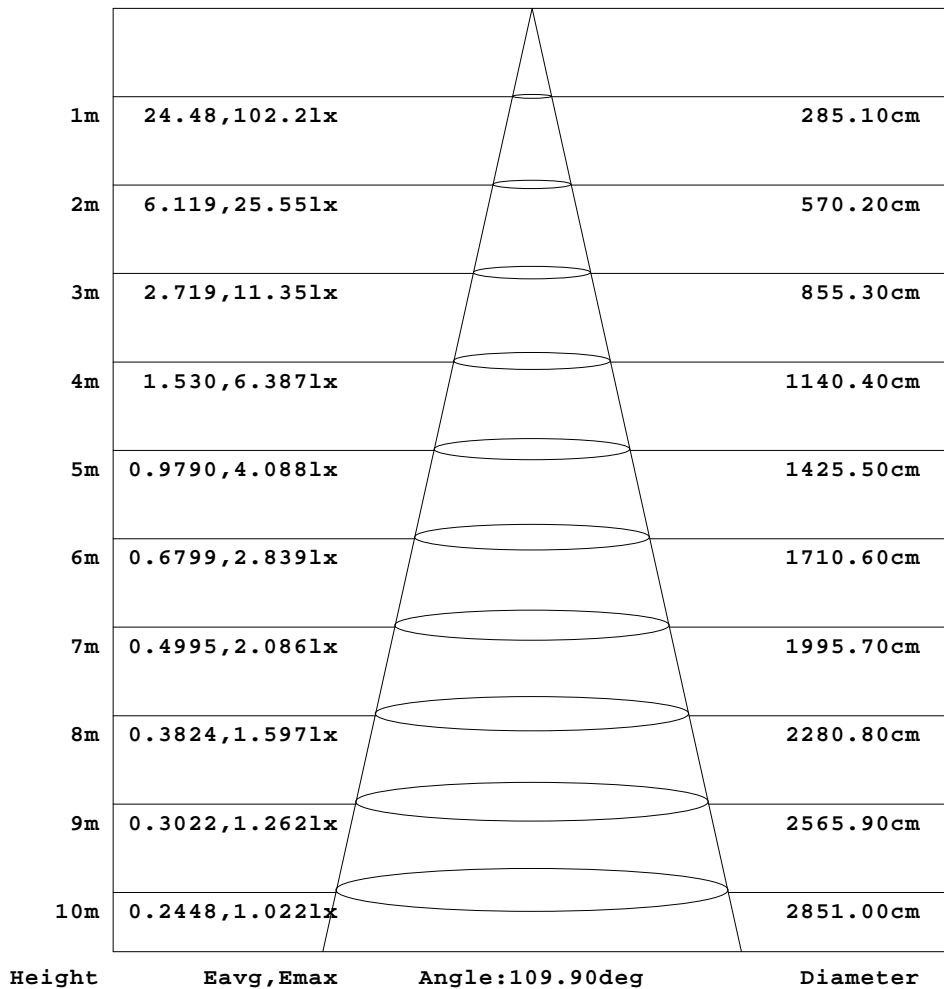 1m 24.48,102.2lx 285.10cm
2m 6.119,25.55lx 570.20cm
3m 2.719,11.35lx 855.30cm
4m 1.530,6.387lx 1140.40cm
5m 0.9790,4.088lx 1425.50cm
6m 0.6799,2.839lx 1710.60cm
7m 0.4995,2.086lx 1995.70cm
8m 0.3824,1.597lx 2280.80cm
9m 0.3022,1.262lx 2565.90cm
10m 0.2448,1.022lx 2851.00cm
Height Eavg,Emax Angle:109.90deg Diameter